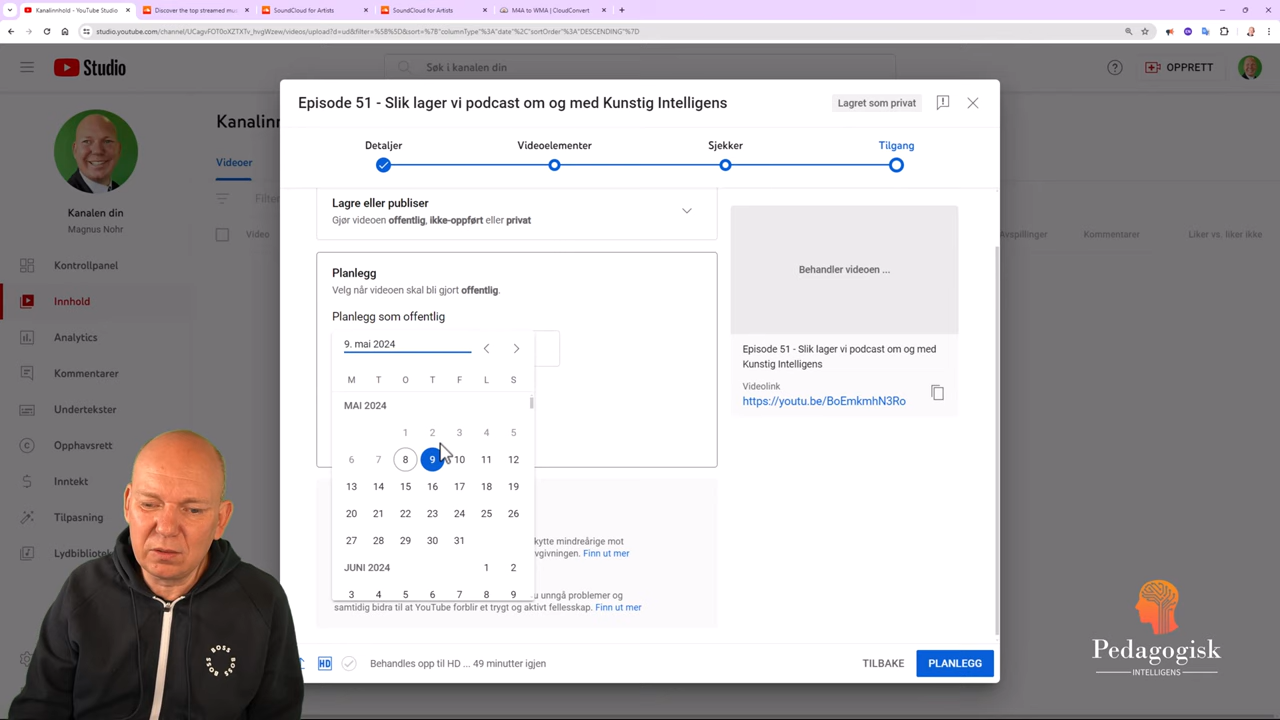 Kanalinnhold - YouTube Studio
Discover the top streamed mus
SoundCloud for Artists
SoundCloud for Artists
M4A to WMA | CloudConvert
studio.youtube.com/channel/UCagvFOT0oXZTXTv_hvgWzew/videos/upload?d=ud&filter=%5B%5D&sort=%7B"columnType"%3A"date"%2C"sortOrder"%3A"DESCENDING"%7D
Studio
Søk i kanalen din
OPPRETT
Kanalen din
Magnus Nohr
Kontrollpanel
Innhold
Analytics
Kommentarer
Undertekster
Opphavsrett
Inntekt
Tilpasning
Lydbibliotek
Kanalinn
Videoer
Filter
Video
Avspillinger
Kommentarer
Liker vs. liker ikke
Episode 51 - Slik lager vi podcast om og med Kunstig Intelligens
Lagret som privat
Detaljer
Videoelementer
Sjekker
Tilgang
Lagre eller publiser
Gjør videoen offentlig, ikke-oppført eller privat
Planlegg
Velg når videoen skal bli gjort offentlig.
Planlegg som offentlig
9. mai 2024
M T O T F L S
MAI 2024
1 2 3 4 5
6 7 8 9 10 11 12
13 14 15 16 17 18 19
20 21 22 23 24 25 26
27 28 29 30 31
JUNI 2024 1 2
3 4 5 6 7 8 9
kytte mindreårige mot
vgivningen. Finn ut mer
u unngå problemer og
samtidig bidra til at YouTube forblir et trygt og aktivt fellesskap. Finn ut mer
Behandler videoen ...
Episode 51 - Slik lager vi podcast om og med
Kunstig Intelligens
Videolink
https://youtu.be/BoEmkmhN3Ro
HD
Behandles opp til HD ... 49 minutter igjen
TILBAKE
PLANLEGG
BOSS
BOSS
Pedagogisk
INTELLIGENS